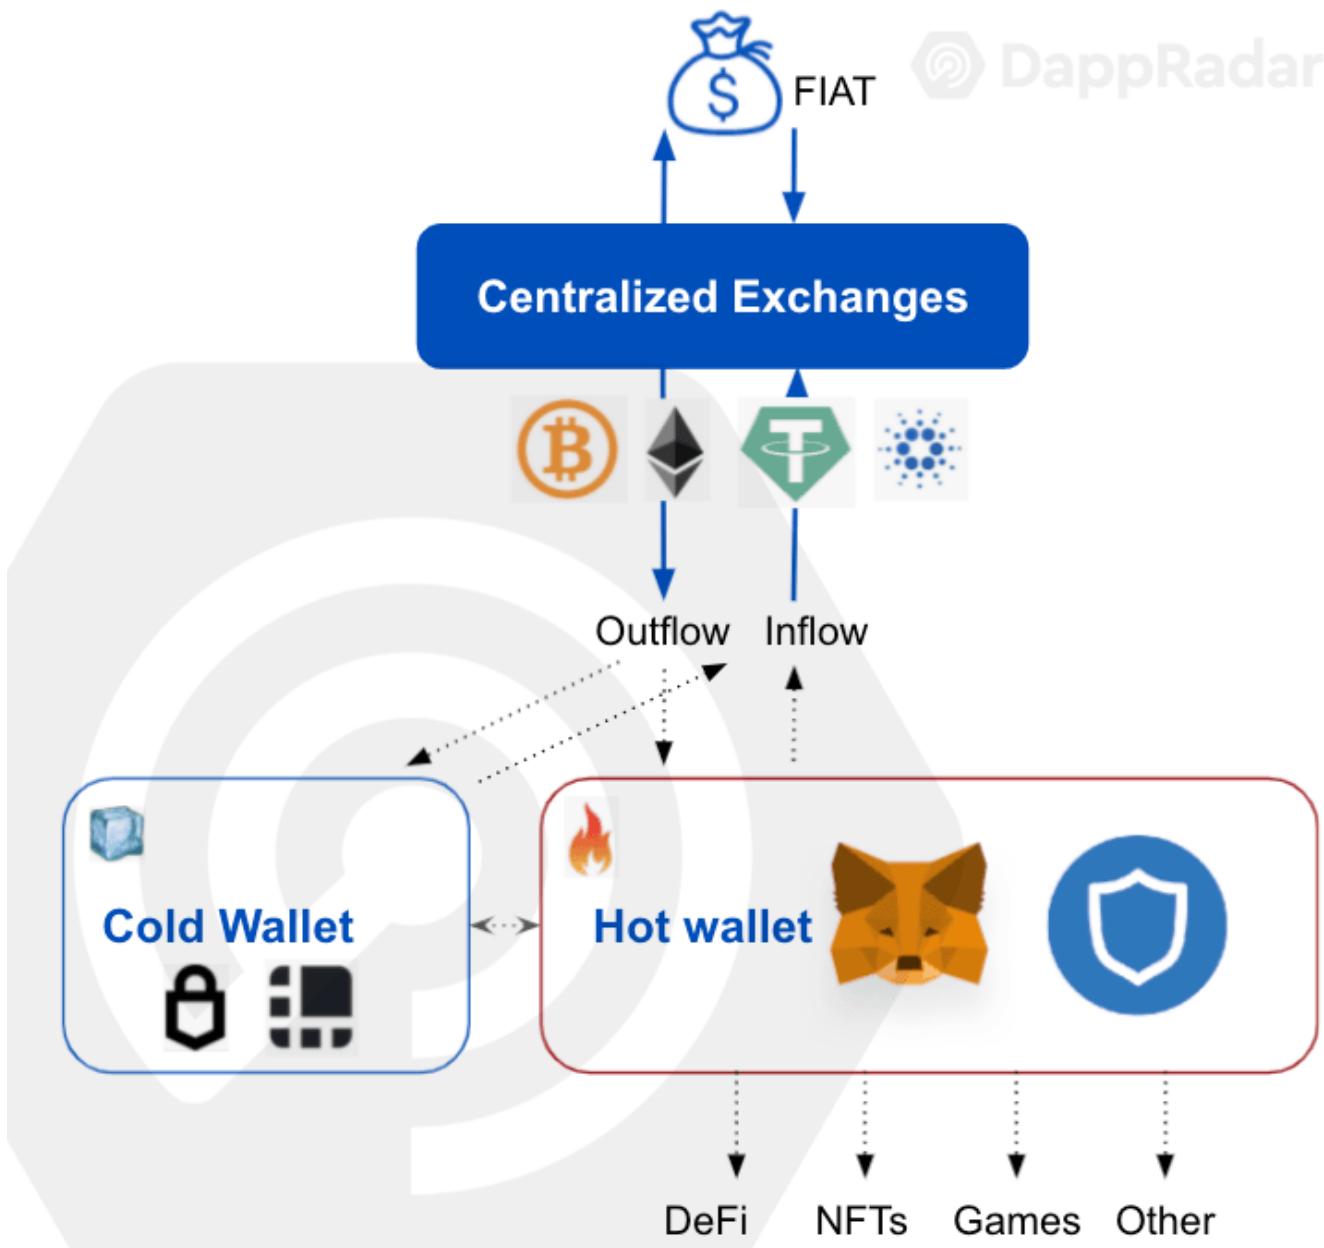 DappRadar
$
FIAT
Centralized Exchanges
Outflow Inflow
Cold Wallet
Hot wallet
DeFi NFTs Games Other